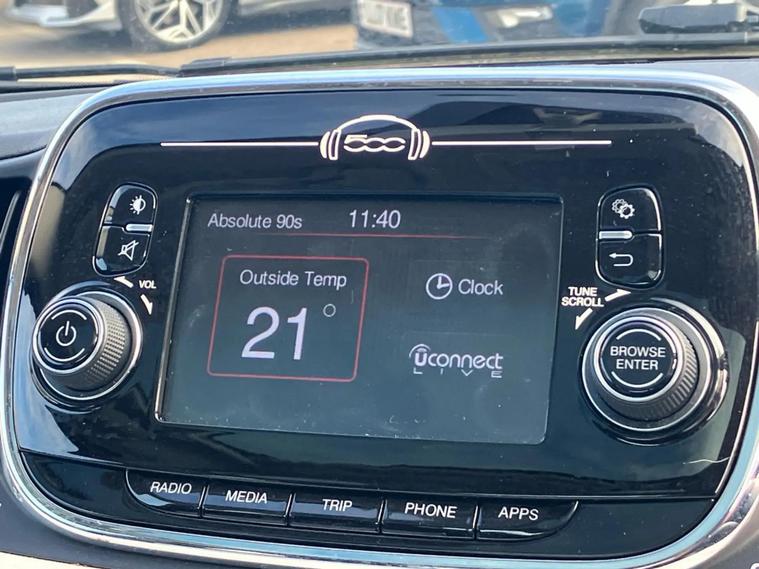 500
Absolute 90s 11:40
Outside Temp
21°
Clock
Uconnect
LIVE
VOL
TUNE
SCROLL
BROWSE
ENTER
RADIO MEDIA TRIP PHONE APPS